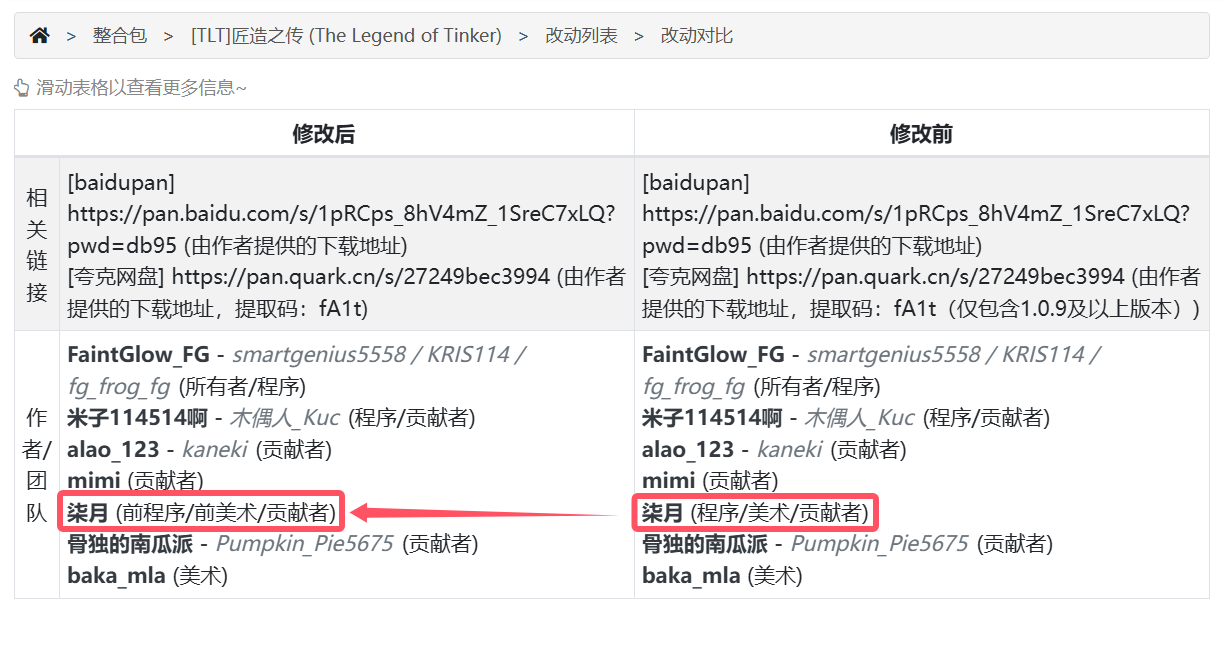 > 整合包 > [TLT]匠造之传 (The Legend of Tinker) > 改动列表 > 改动对比
滑动表格以查看更多信息~
修改后 修改前
相关链接
[baidupan]
https://pan.baidu.com/s/1pRCps_8hV4mZ_1SreC7xLQ?
pwd=db95 (由作者提供的下载地址)
[夸克网盘] https://pan.quark.cn/s/27249bec3994 (由作者
提供的下载地址，提取码：fA1t)
[baidupan]
https://pan.baidu.com/s/1pRCps_8hV4mZ_1SreC7xLQ?
pwd=db95 (由作者提供的下载地址)
[夸克网盘] https://pan.quark.cn/s/27249bec3994 (由作者
提供的下载地址，提取码：fA1t（仅包含1.0.9及以上版本）)
作者/团队
FaintGlow_FG - smartgenius5558 / KRIS114 /
fg_frog_fg (所有者/程序)
米子114514啊 - 木偶人_Kuc (程序/贡献者)
alao_123 - kaneki (贡献者)
mimi (贡献者)
柒月 (前程序/前美术/贡献者)
骨独的南瓜派 - Pumpkin_Pie5675 (贡献者)
baka_mla (美术)
FaintGlow_FG - smartgenius5558 / KRIS114 /
fg_frog_fg (所有者/程序)
米子114514啊 - 木偶人_Kuc (程序/贡献者)
alao_123 - kaneki (贡献者)
mimi (贡献者)
柒月 (程序/美术/贡献者)
骨独的南瓜派 - Pumpkin_Pie5675 (贡献者)
baka_mla (美术)